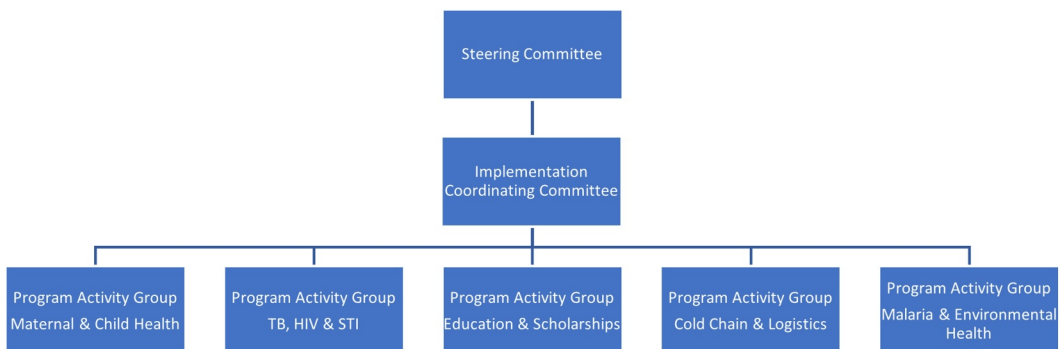 Steering Committee
Implementation
Coordinating Committee
Program Activity Group
Maternal & Child Health
Program Activity Group
TB, HIV & STI
Program Activity Group
Education & Scholarships
Program Activity Group
Cold Chain & Logistics
Program Activity Group
Malaria & Environmental
Health